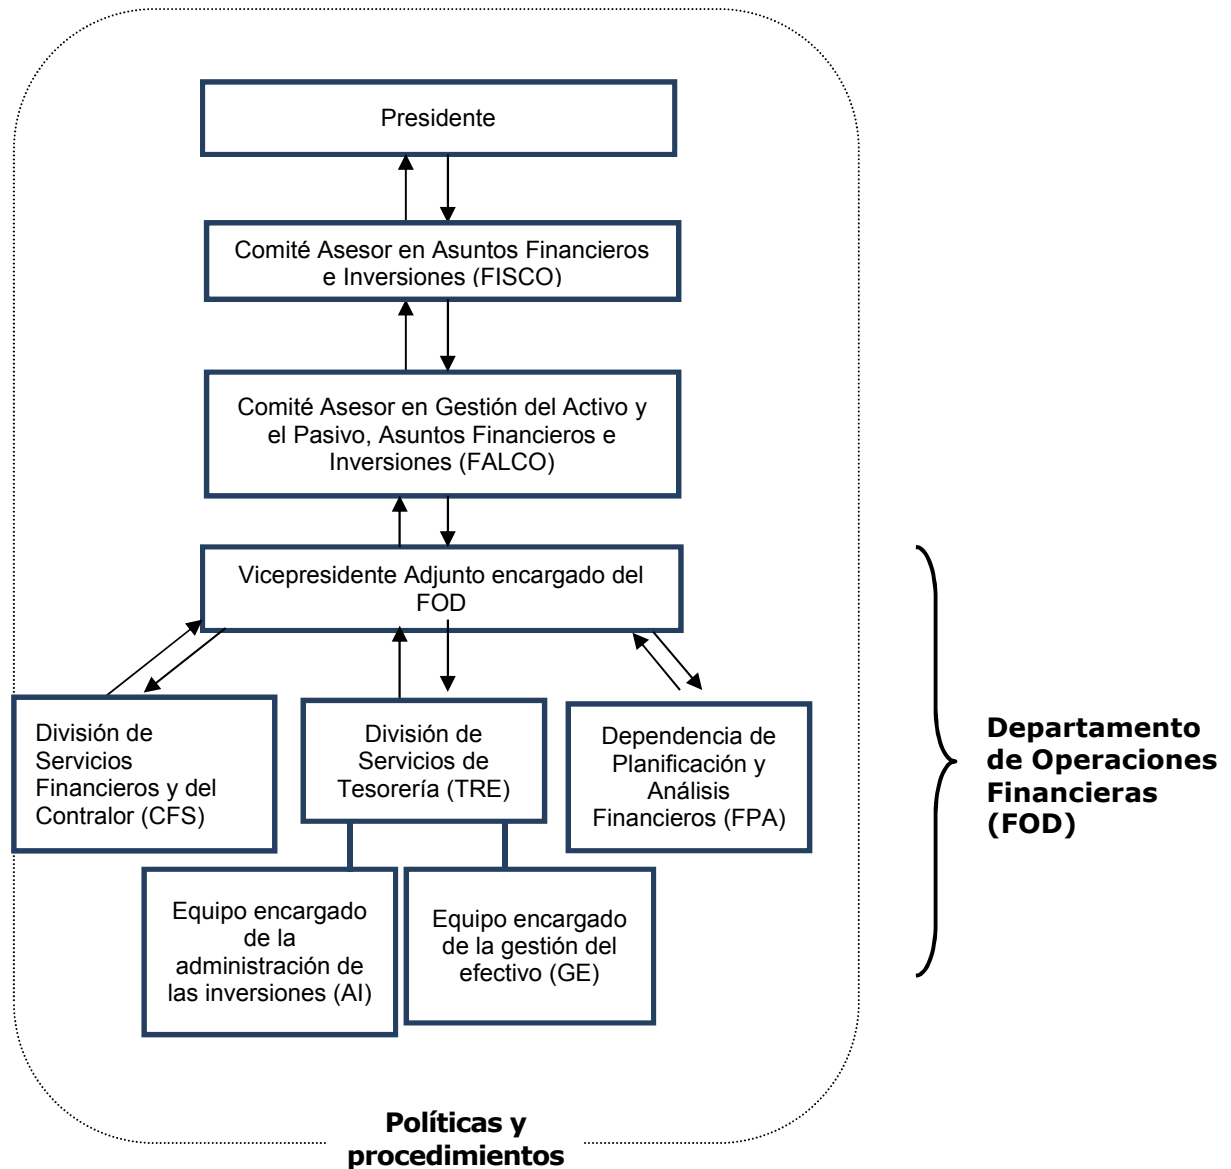 Presidente
Comité Asesor en Asuntos Financieros
e Inversiones (FISCO)
Comité Asesor en Gestión del Activo y
el Pasivo, Asuntos Financieros e
Inversiones (FALCO)
Vicepresidente Adjunto encargado del
FOD
División de
Servicios
Financieros y del
Contralor (CFS)
División de
Servicios de
Tesorería (TRE)
Dependencia de
Planificación y
Análisis
Financieros (FPA)
Departamento
de Operaciones
Financieras
(FOD)
Equipo encargado
de la
administración de
las inversiones (AI)
Equipo encargado
de la gestión del
efectivo (GE)
Políticas y
procedimientos